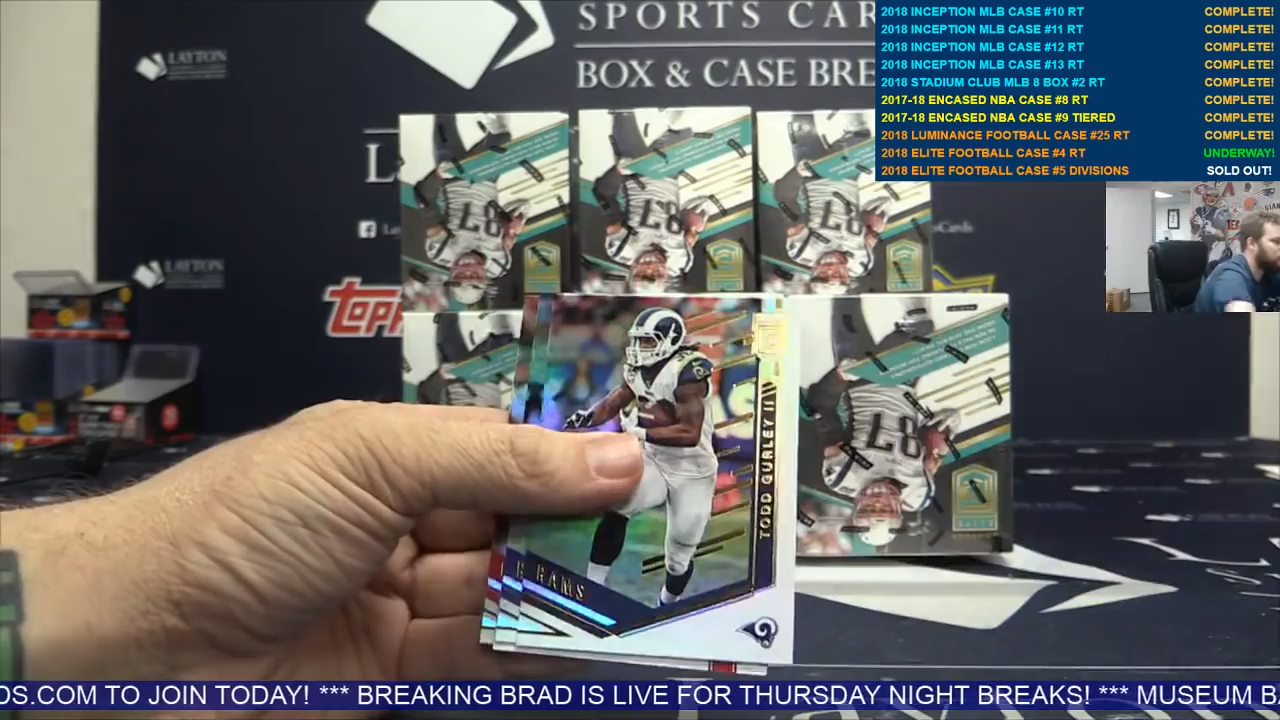 SPORTS CAR
BOX & CASE BRE
LAYTON
LAYTON
2018 INCEPTION MLB CASE #10 RT COMPLETE!
2018 INCEPTION MLB CASE #11 RT COMPLETE!
2018 INCEPTION MLB CASE #12 RT COMPLETE!
2018 INCEPTION MLB CASE #13 RT COMPLETE!
2018 STADIUM CLUB MLB 8 BOX #2 RT COMPLETE!
2017-18 ENCASED NBA CASE #8 RT COMPLETE!
2017-18 ENCASED NBA CASE #9 TIERED COMPLETE!
2018 LUMINANCE FOOTBALL CASE #25 RT COMPLETE!
2018 ELITE FOOTBALL CASE #4 RT UNDERWAY!
2018 ELITE FOOTBALL CASE #5 DIVISIONS SOLD OUT!
87
87
87
87
TODD GURLEY II
RAMS
DS.COM TO JOIN TODAY! *** BREAKING BRAD IS LIVE FOR THURSDAY NIGHT BREAKS! *** MUSEUM BA